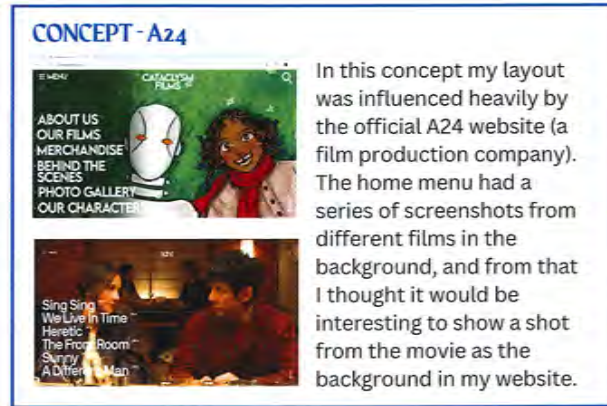 CONCEPT - A24
≡ MENU
CATACLYSM
FILMS
ABOUT US
OUR FILMS
MERCHANDISE
BEHIND THE
SCENES
PHOTO GALLERY
OUR CHARACTER
In this concept my layout
was influenced heavily by
the official A24 website (a
film production company).
The home menu had a
series of screenshots from
different films in the
background, and from that
I thought it would be
interesting to show a shot
from the movie as the
background in my website.
Sing Sing
We Live in Time
Heretic
The Front Room
Sunny
A Different Man